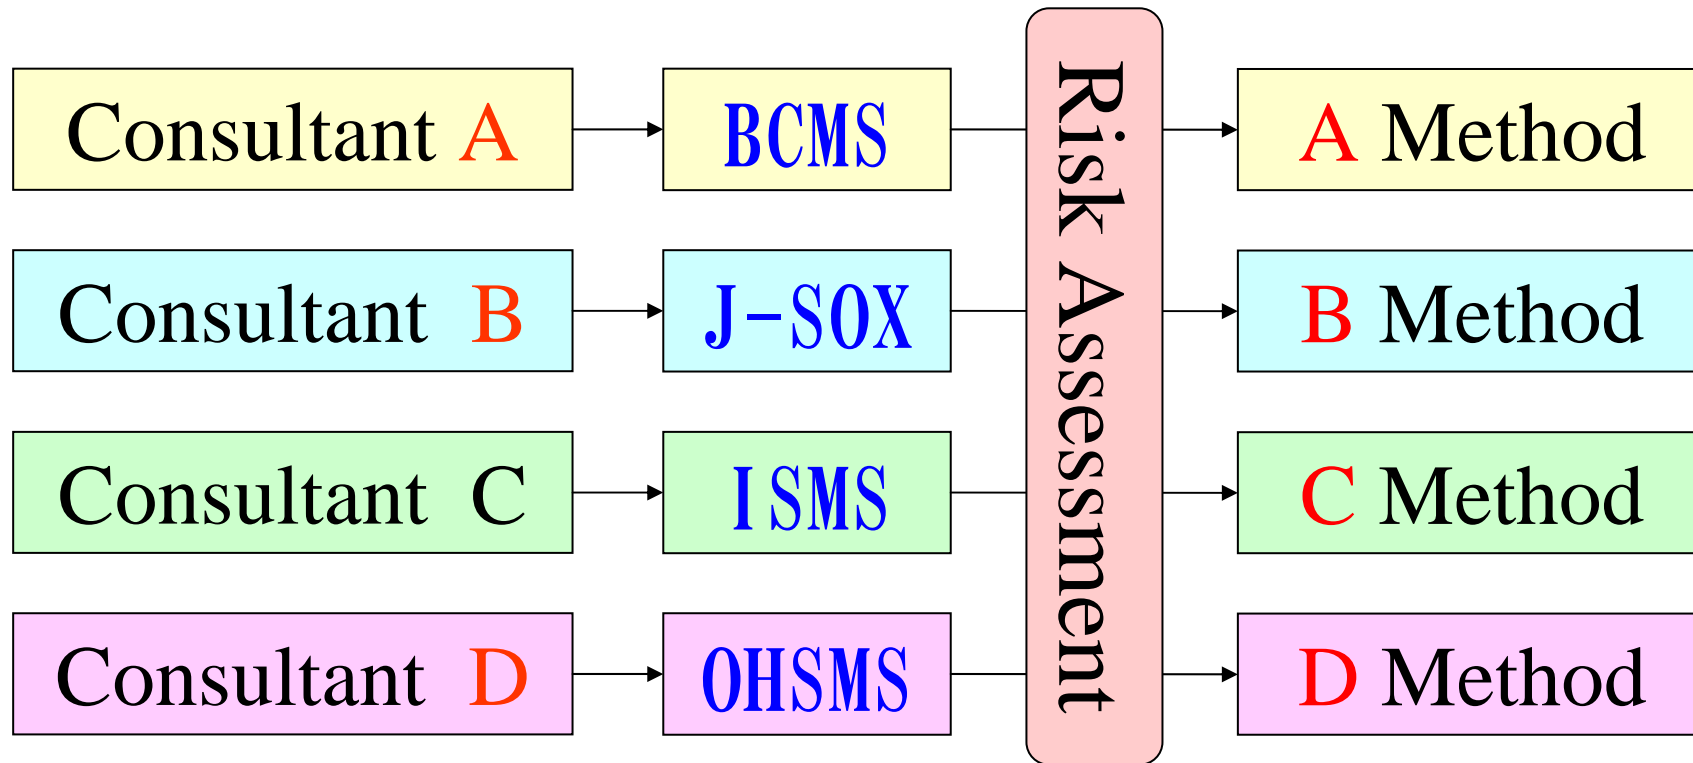 Consultant A
BCMS
Risk Assessment
A Method
Consultant B
J-SOX
B Method
Consultant C
ISMS
C Method
Consultant D
OHSMS
D Method